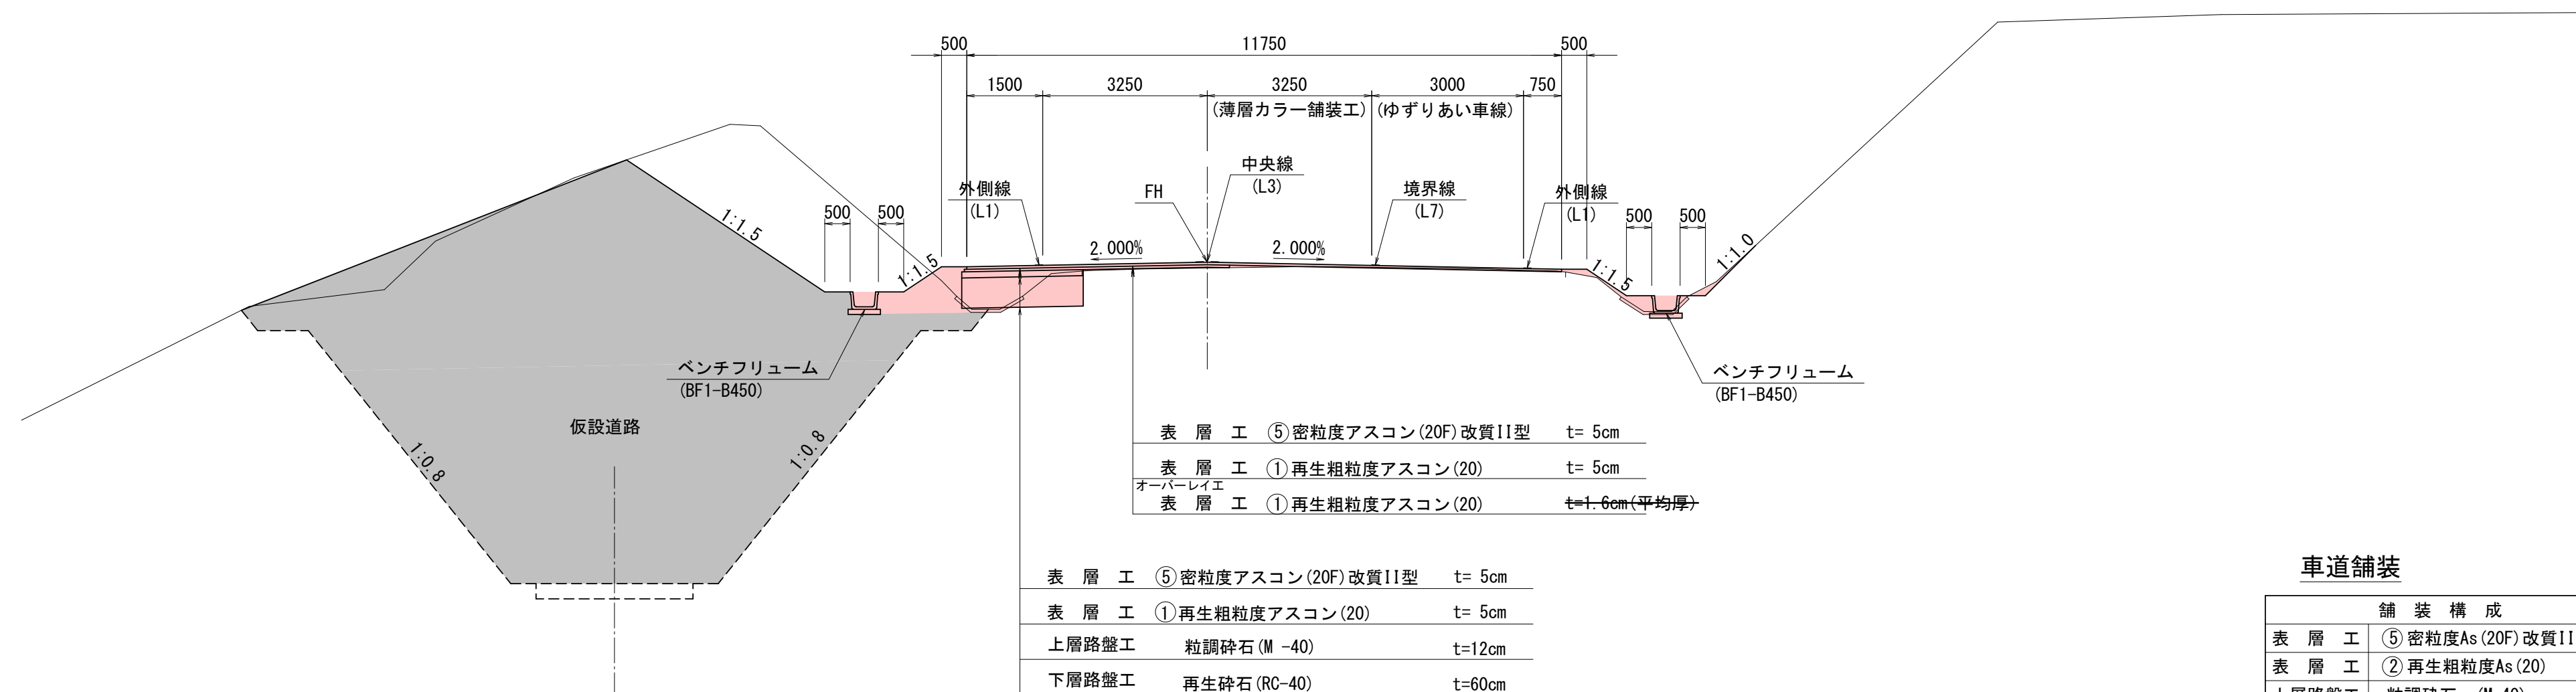 500 11750 500
1500 3250 3250 3000 750
(薄層カラー舗装工) (ゆずりあい車線)
中央線
(L3)
外側線
(L1)
FH
境界線
(L7)
外側線
(L1)
500 500
500 500
1:1.5
1:1.5
2.000%
2.000%
1:1.5
1:1.0
ベンチフリューム
(BF1-B450)
ベンチフリューム
(BF1-B450)
仮設道路
1:0.8
1:0.8
表 層 工 ⑤密粒度アスコン(20F)改質II型 t= 5cm
表 層 工 ①再生粗粒度アスコン(20) t= 5cm
オーバーレイエ
表 層 工 ①再生粗粒度アスコン(20) t=1.6cm(平均厚)
表 層 工 ⑤密粒度アスコン(20F)改質II型 t= 5cm
表 層 工 ①再生粗粒度アスコン(20) t= 5cm
上層路盤工 粒調砕石(M -40) t=12cm
下層路盤工 再生砕石(RC-40) t=60cm
車道舗装
舗 装 構 成
表 層 工 ⑤密粒度As(20F)改質II
表 層 工 ②再生粗粒度As(20)